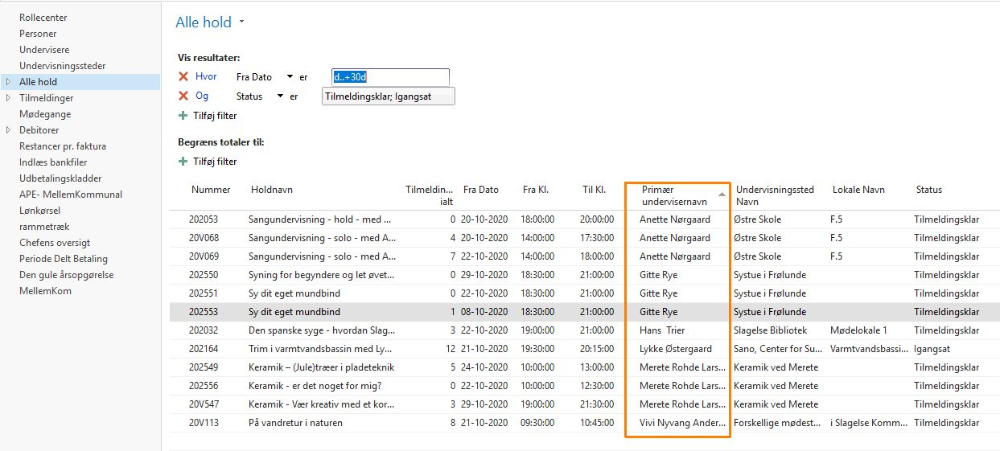 Rollecenter
Personer
Undervisere
Undervisningssteder
Alle hold
Tilmeldinger
Mødegange
Debitorer
Restancer pr. faktura
Indlæs bankfiler
Udbetalingskladder
APE- MellemKommunal
Lønkørsel
rammetræk
Chefens oversigt
Periode Delt Betaling
Den gule årsopgørelse
MellemKom
Alle hold
Vis resultater:
Hvor Fra Dato er d..+30d
Og Status er Tilmeldingsklar; Igangsat
Tilføj filter
Begræns totaler til:
Tilføj filter
Nummer Holdnavn Tilmeldin... ialt Fra Dato Fra Kl. Til Kl. Primær undervisernavn Undervisningssted Navn Lokale Navn Status
202053 Sangundervisning - hold - med ... 0 20-10-2020 18:00:00 20:00:00 Anette Nørgaard Østre Skole F.5 Tilmeldingsklar
20V068 Sangundervisning - solo - med A... 4 20-10-2020 14:00:00 17:30:00 Anette Nørgaard Østre Skole F.5 Tilmeldingsklar
20V069 Sangundervisning - solo - med A... 7 22-10-2020 14:00:00 18:00:00 Anette Nørgaard Østre Skole F.5 Tilmeldingsklar
202550 Syning for begyndere og let øvet... 0 29-10-2020 18:30:00 21:00:00 Gitte Rye Systue i Frølunde Tilmeldingsklar
202551 Sy dit eget mundbind 0 22-10-2020 18:30:00 21:00:00 Gitte Rye Systue i Frølunde Tilmeldingsklar
202553 Sy dit eget mundbind 1 08-10-2020 18:30:00 21:00:00 Gitte Rye Systue i Frølunde Tilmeldingsklar
202032 Den spanske syge - hvordan Slag... 3 22-10-2020 19:00:00 21:00:00 Hans  Trier Slagelse Bibliotek Mødelokale 1 Tilmeldingsklar
202164 Trim i varmtvandsbassin med Ly... 12 21-10-2020 19:30:00 20:15:00 Lykke Østergaard Sano, Center for Su... Varmtvandsbassi... Igangsat
202549 Keramik – (Jule)træer i pladeteknik 5 24-10-2020 10:00:00 13:00:00 Merete Rohde Lars... Keramik ved Merete Tilmeldingsklar
202556 Keramik - er det noget for mig? 0 22-10-2020 10:00:00 12:30:00 Merete Rohde Lars... Keramik ved Merete Tilmeldingsklar
20V547 Keramik - Vær kreativ med et kor... 3 29-10-2020 19:00:00 21:30:00 Merete Rohde Lars... Keramik ved Merete Tilmeldingsklar
20V113 På vandretur i naturen 8 21-10-2020 09:30:00 10:45:00 Vivi Nyvang Ander... Forskellige mødest... i Slagelse Komm... Tilmeldingsklar